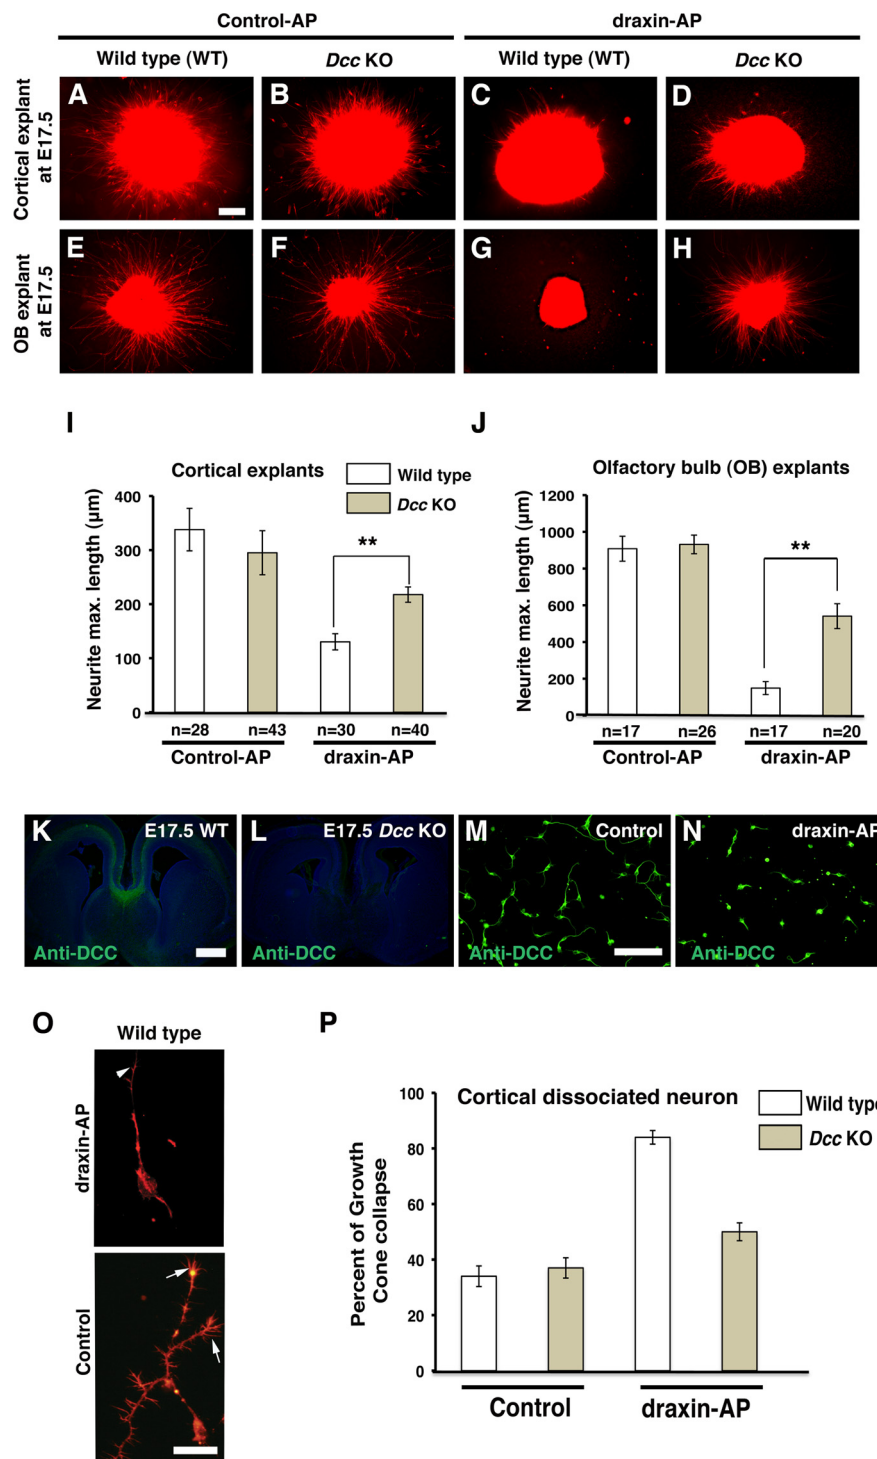 Control-AP draxin-AP
Wild type (WT) Dcc KO Wild type (WT) Dcc KO
Cortical explant
at E17.5
A B C D
OB explant
at E17.5
E F G H
I
Cortical explants
Wild type
Dcc KO
Neurite max. length (μm)
400
300
200
100
0
**
n=28 n=43 n=30 n=40
Control-AP draxin-AP
J
Olfactory bulb (OB) explants
Neurite max. length (μm)
1200
1000
800
600
400
200
0
**
n=17 n=26 n=17 n=20
Control-AP draxin-AP
K E17.5 WT
Anti-DCC
L E17.5 Dcc KO
Anti-DCC
M Control
Anti-DCC
N draxin-AP
Anti-DCC
O
Wild type
draxin-AP
Control
P
Cortical dissociated neuron
Wild type
Dcc KO
Percent of Growth
Cone collapse
100
80
60
40
20
0
Control draxin-AP